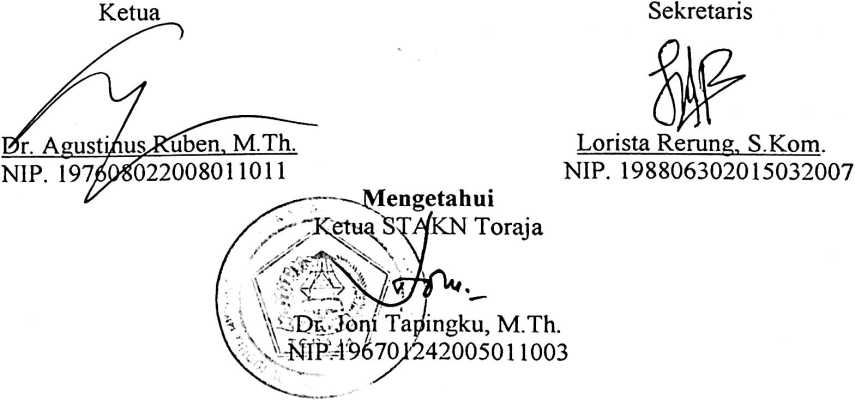 Ketua
Sekretaris
Dr. Agustinus Ruben, M.Th.
NIP. 197608022008011011
Lorista Rerung, S.Kom.
NIP. 198806302015032007
Mengetahui
Ketua STAKN Toraja
Dr. Joni Tapingku, M.Th.
NIP.196701242005011003